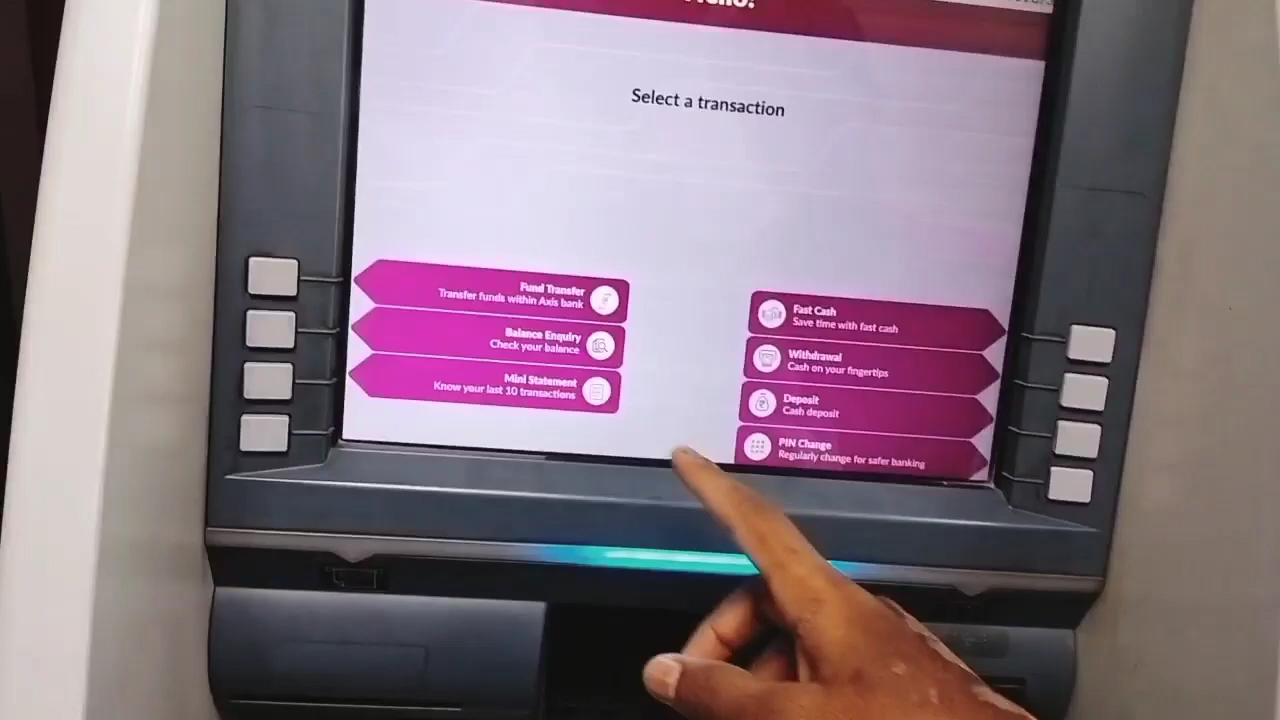 Hello!
Select a transaction
Fund Transfer
Transfer funds within Axis bank
Balance Enquiry
Check your balance
Mini Statement
Know your last 10 transactions
Fast Cash
Save time with fast cash
Withdrawal
Cash on your fingertips
Deposit
Cash deposit
PIN Change
Regularly change for safer banking